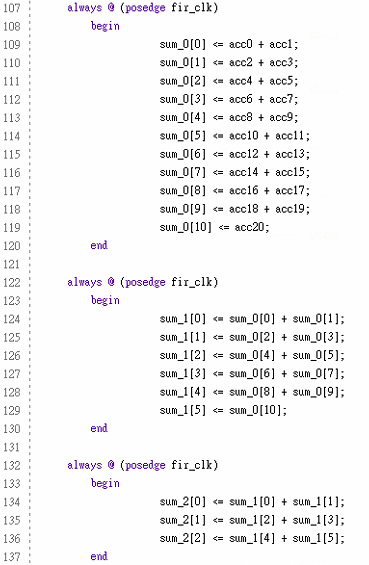 107 always @ (posedge fir_clk)
108 begin
109 sum_0[0] <= acc0 + acc1;
110 sum_0[1] <= acc2 + acc3;
111 sum_0[2] <= acc4 + acc5;
112 sum_0[3] <= acc6 + acc7;
113 sum_0[4] <= acc8 + acc9;
114 sum_0[5] <= acc10 + acc11;
115 sum_0[6] <= acc12 + acc13;
116 sum_0[7] <= acc14 + acc15;
117 sum_0[8] <= acc16 + acc17;
118 sum_0[9] <= acc18 + acc19;
119 sum_0[10] <= acc20;
120 end
121
122 always @ (posedge fir_clk)
123 begin
124 sum_1[0] <= sum_0[0] + sum_0[1];
125 sum_1[1] <= sum_0[2] + sum_0[3];
126 sum_1[2] <= sum_0[4] + sum_0[5];
127 sum_1[3] <= sum_0[6] + sum_0[7];
128 sum_1[4] <= sum_0[8] + sum_0[9];
129 sum_1[5] <= sum_0[10];
130 end
131
132 always @ (posedge fir_clk)
133 begin
134 sum_2[0] <= sum_1[0] + sum_1[1];
135 sum_2[1] <= sum_1[2] + sum_1[3];
136 sum_2[2] <= sum_1[4] + sum_1[5];
137 end